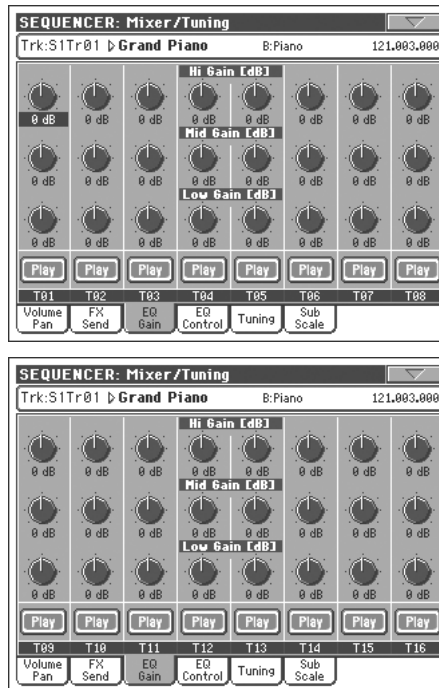 SEQUENCER: Mixer/Tuning
Trk:S1Tr01 Grand Piano B:Piano 121.003.000
Hi Gain [dB]
0 dB 0 dB 0 dB 0 dB 0 dB 0 dB 0 dB 0 dB
Mid Gain [dB]
0 dB 0 dB 0 dB 0 dB 0 dB 0 dB 0 dB 0 dB
Low Gain [dB]
0 dB 0 dB 0 dB 0 dB 0 dB 0 dB 0 dB 0 dB
Play Play Play Play Play Play Play Play
T01 T02 T03 T04 T05 T06 T07 T08
Volume Pan FX Send EQ Gain EQ Control Tuning Sub Scale
SEQUENCER: Mixer/Tuning
Trk:S1Tr01 Grand Piano B:Piano 121.003.000
Hi Gain [dB]
0 dB 0 dB 0 dB 0 dB 0 dB 0 dB 0 dB 0 dB
Mid Gain [dB]
0 dB 0 dB 0 dB 0 dB 0 dB 0 dB 0 dB 0 dB
Low Gain [dB]
0 dB 0 dB 0 dB 0 dB 0 dB 0 dB 0 dB 0 dB
Play Play Play Play Play Play Play Play
T09 T10 T11 T12 T13 T14 T15 T16
Volume Pan FX Send EQ Gain EQ Control Tuning Sub Scale